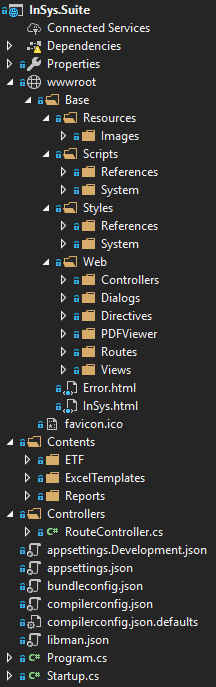 InSys.Suite
Connected Services
Dependencies
Properties
wwwroot
Base
Resources
Images
Scripts
References
System
Styles
References
System
Web
Controllers
Dialogs
Directives
PDFViewer
Routes
Views
Error.html
InSys.html
favicon.ico
Contents
ETF
ExcelTemplates
Reports
Controllers
C# RouteController.cs
appsettings.Development.json
appsettings.json
bundleconfig.json
compilerconfig.json
compilerconfig.json.defaults
libman.json
C# Program.cs
C# Startup.cs